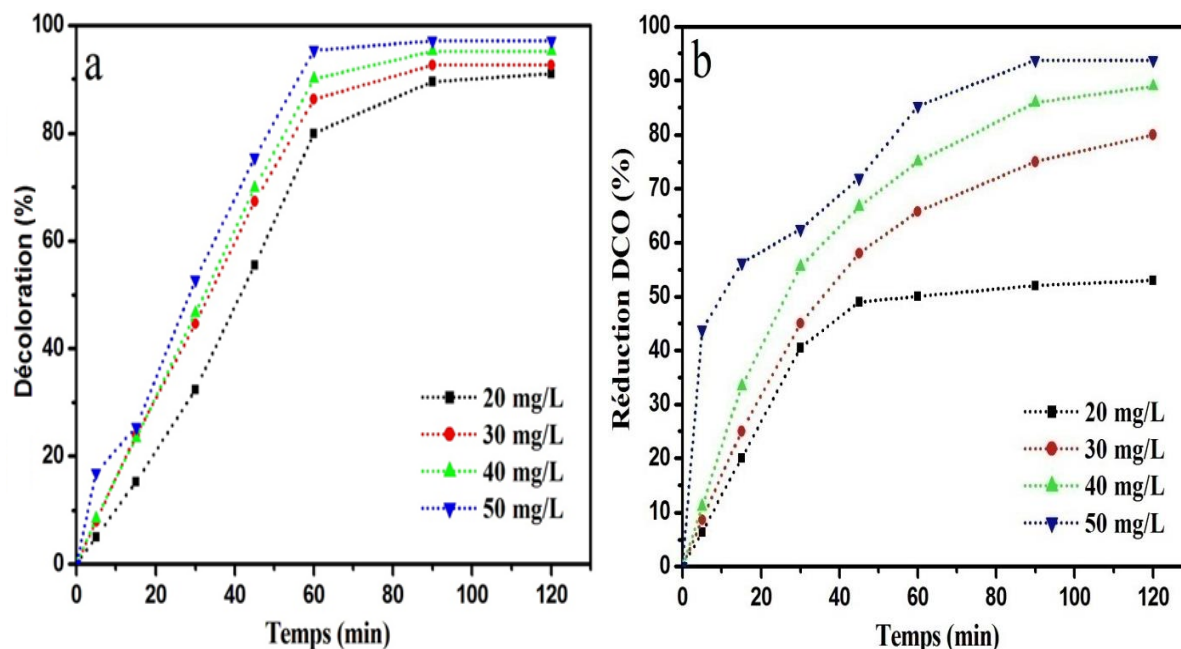 a
Décoloration (%)
100
80
60
40
20
0
0 20 40 60 80 100 120
Temps (min)
20 mg/L
30 mg/L
40 mg/L
50 mg/L
b
Réduction DCO (%)
100
90
80
70
60
50
40
30
20
10
0
0 20 40 60 80 100 120
Temps (min)
20 mg/L
30 mg/L
40 mg/L
50 mg/L